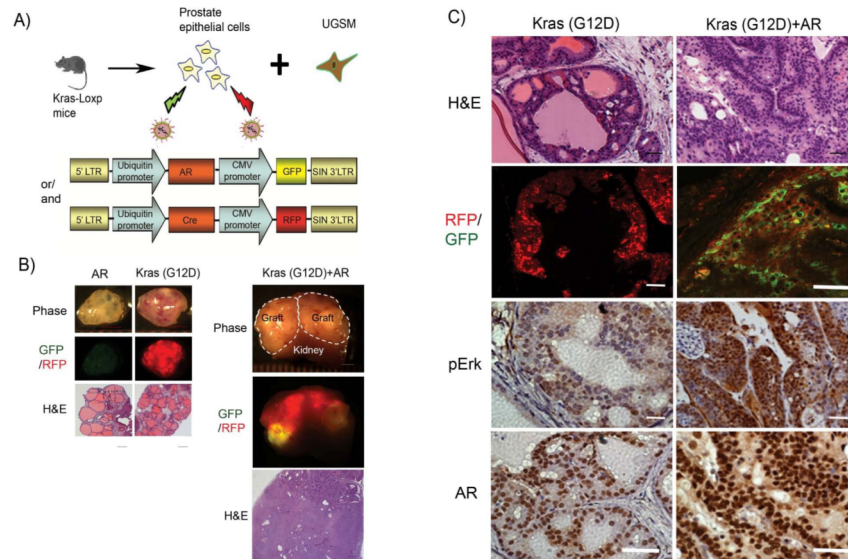 A)
Prostate
epithelial cells
UGSM
Kras-Loxp
mice
or/
and
5' LTR
Ubiquitin
promoter
AR
CMV
promoter
GFP
SIN 3'LTR
5' LTR
Ubiquitin
promoter
Cre
CMV
promoter
RFP
SIN 3'LTR
B)
AR
Kras (G12D)
Phase
GFP
/RFP
H&E
Kras (G12D)+AR
Phase
Graft
Graft
Kidney
GFP
/RFP
H&E
C)
Kras (G12D)
Kras (G12D)+AR
H&E
RFP/
GFP
pErk
AR